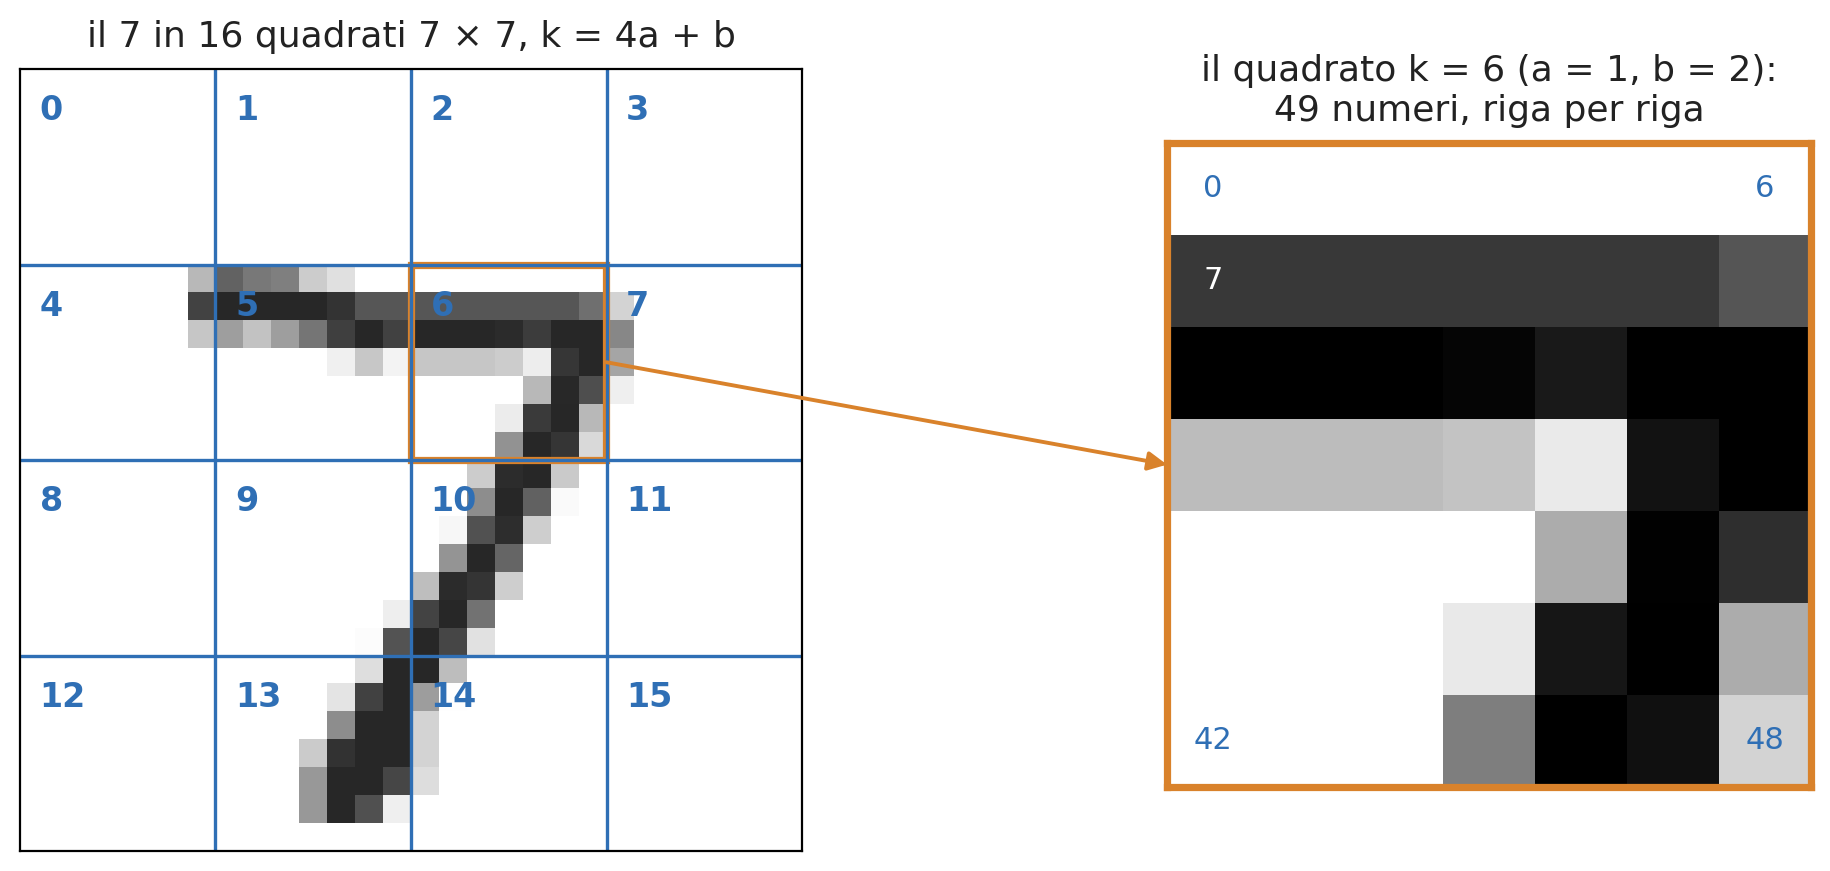 il 7 in 16 quadrati 7 × 7, k = 4a + b
0 1 2 3
4 5 6 7
8 9 10 11
12 13 14 15
il quadrato k = 6 (a = 1, b = 2):
49 numeri, riga per riga
0 6
7
42 48